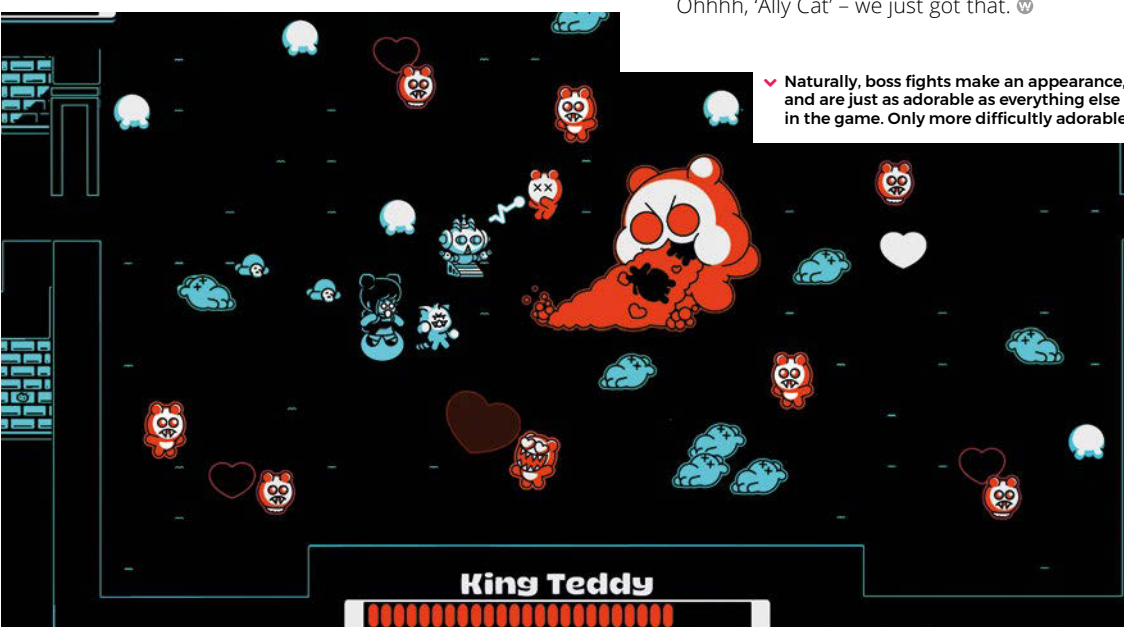 Ohhhh, ‘Ally Cat’ – we just got that. W
Naturally, boss fights make an appearance,
and are just as adorable as everything else
in the game. Only more difficultly adorable
King Teddy